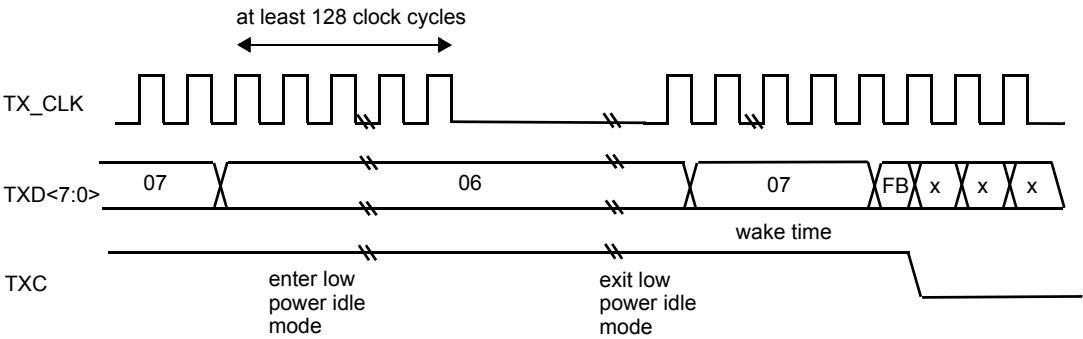 at least 128 clock cycles
TX_CLK
TXD<7:0>
07
06
07
FB
x
x
x
wake time
TXC
enter low
power idle
mode
exit low
power idle
mode